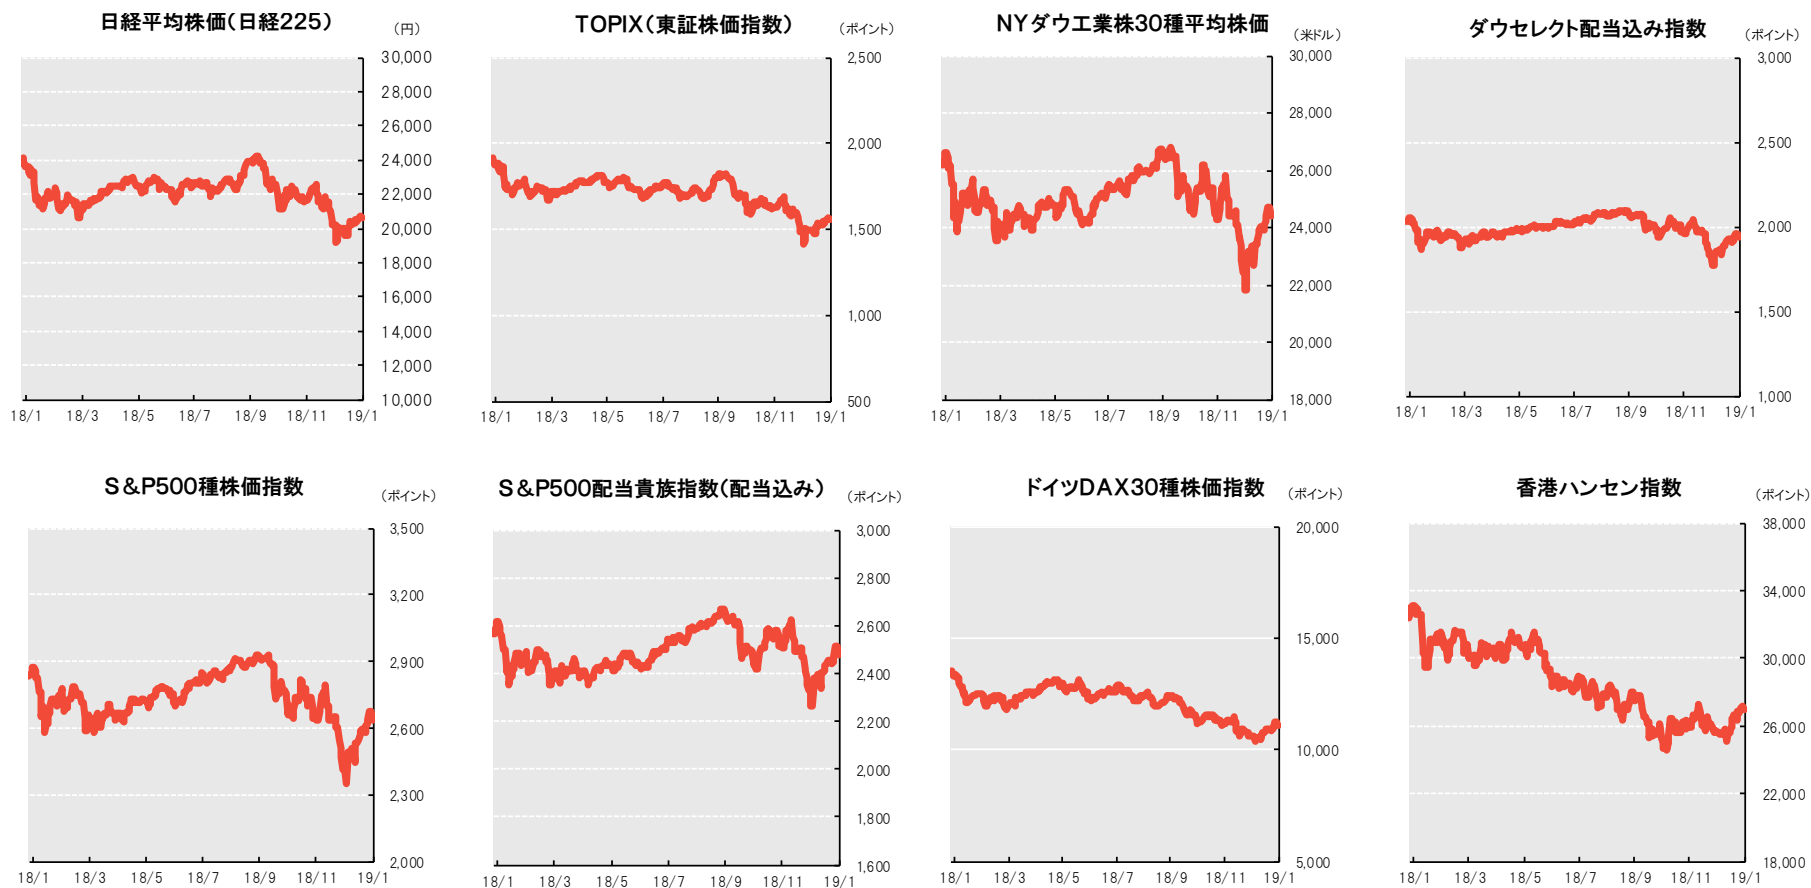 日経平均株価（日経225）
（円）
30,000
28,000
26,000
24,000
22,000
20,000
18,000
16,000
14,000
12,000
10,000
18/1 18/3 18/5 18/7 18/9 18/11 19/1
TOPIX（東証株価指数）
（ポイント）
2,500
2,000
1,500
1,000
500
18/1 18/3 18/5 18/7 18/9 18/11 19/1
NYダウ工業株30種平均株価
（米ドル）
30,000
28,000
26,000
24,000
22,000
20,000
18,000
18/1 18/3 18/5 18/7 18/9 18/11 19/1
ダウセレクト配当込み指数
（ポイント）
3,000
2,500
2,000
1,500
1,000
18/1 18/3 18/5 18/7 18/9 18/11 19/1
S＆P500種株価指数
（ポイント）
3,500
3,200
2,900
2,600
2,300
2,000
18/1 18/3 18/5 18/7 18/9 18/11 19/1
S＆P500配当貴族指数（配当込み）
（ポイント）
3,000
2,800
2,600
2,400
2,200
2,000
1,800
1,600
18/1 18/3 18/5 18/7 18/9 18/11 19/1
ドイツDAX30種株価指数
（ポイント）
20,000
15,000
10,000
5,000
18/1 18/3 18/5 18/7 18/9 18/11 19/1
香港ハンセン指数
（ポイント）
38,000
34,000
30,000
26,000
22,000
18,000
18/1 18/3 18/5 18/7 18/9 18/11 19/1